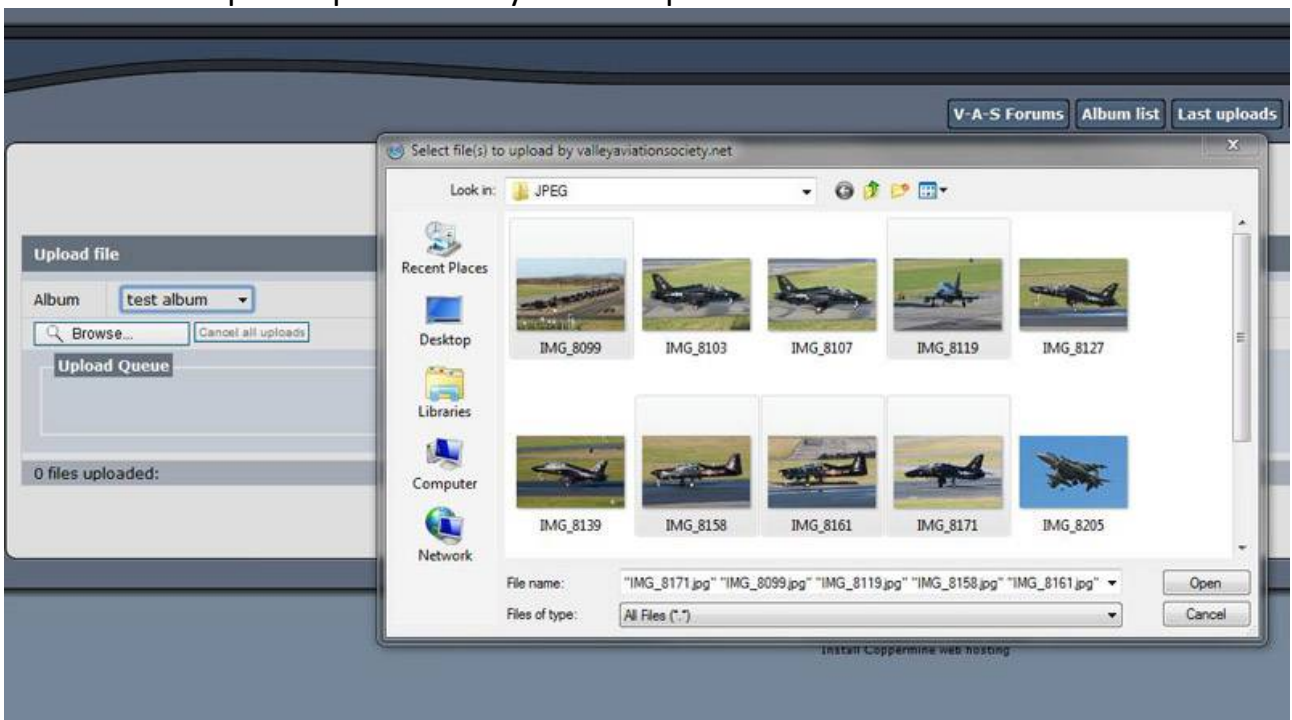 V-A-S Forums Album list Last uploads
Select file(s) to upload by valleyaviationsociety.net
Look in: JPEG
Upload file
Album test album
Browse... Cancel all uploads
Upload Queue
0 files uploaded:
Recent Places
Desktop
Libraries
Computer
Network
IMG_8099 IMG_8103 IMG_8107 IMG_8119 IMG_8127
IMG_8139 IMG_8158 IMG_8161 IMG_8171 IMG_8205
File name: "IMG_8171.jpg" "IMG_8099.jpg" "IMG_8119.jpg" "IMG_8158.jpg" "IMG_8161.jpg" Open
Files of type: All Files (*.*) Cancel
Install Coppermine web hosting